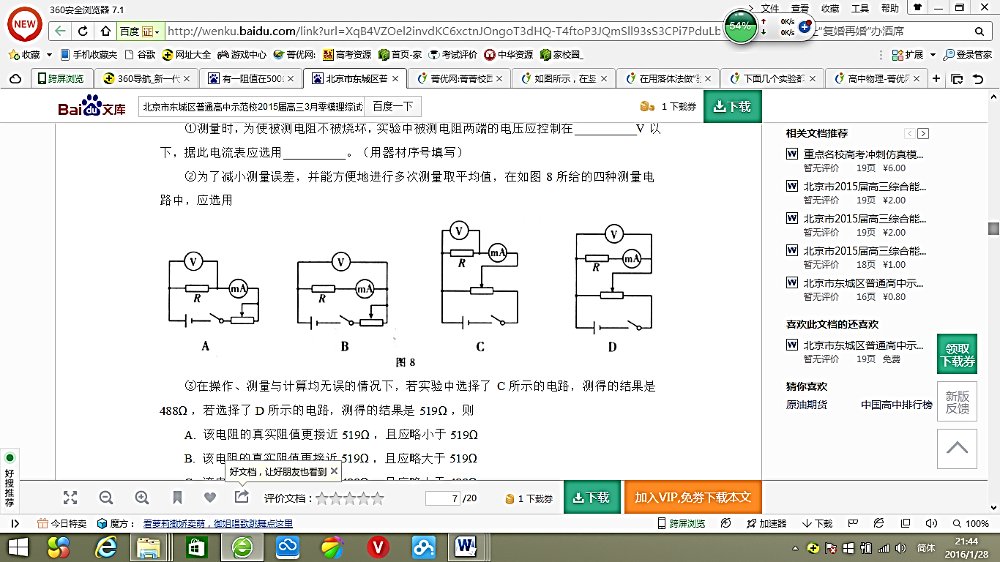 360安全浏览器 7.1
文件 查看 收藏 工具 帮助
NEW
百度 证
http://wenku.baidu.com/link?url=XqB4VZOel2invdKC6xctnJOngoT3dHQ-T4ftoP3JQmSll93sS3CPi7PduLb
54%
0K/s
0K/s
"复婚再婚"办酒席
收藏 手机收藏夹 谷歌 网址大全 游戏中心 菁优网: 高考资源 首页-家 考试评价 中华资源 家校圈_
扩展 登录管家
跨屏浏览 360导航_新一代 有一阻值在500Ω 北京市东城区普 菁优网:菁菁校园 如图所示，在竖 在用落体法做"验 下面几个实验都 高中物理-菁优网
Bai du 文库
北京市东城区普通高中示范校2015届高三3月零模理综试
百度一下
1 下载券
下载
①测量时，为使被测电阻不被烧坏，实验中被测电阻两端的电压应控制在 __________V 以
下，据此电流表应选用__________。（用器材序号填写）
②为了减小测量误差，并能方便地进行多次测量取平均值，在如图 8 所给的四种测量电
路中，应选用
V
R
mA
A
V
R
mA
B
V
R
mA
C
V
R
mA
D
图 8
③在操作、测量与计算均无误的情况下，若实验中选择了 C 所示的电路，测得的结果是
488Ω，若选择了 D 所示的电路，测得的结果是 519Ω，则
A. 该电阻的真实阻值更接近 519Ω，且应略小于 519Ω
B. 该电阻的真实阻值更接近 519Ω，且应略大于 519Ω
好文档，让好朋友也看到
相关文档推荐
重点名校高考冲刺仿真模...
暂无评价 19页 ¥6.00
北京市2015届高三综合能...
暂无评价 19页 ¥2.00
北京市2015届高三综合能...
暂无评价 19页 ¥2.00
北京市2015届高三综合能...
暂无评价 18页 ¥1.00
北京市东城区普通高中示...
暂无评价 16页 ¥0.80
喜欢此文档的还喜欢
北京市东城区普通高中示...
暂无评价 19页 免费
猜你喜欢
原油期货 中国高中排行榜
领取
下载券
新版
反馈
好搜推荐
评价文档：
7 /20
1 下载券
下载
加入VIP,免券下载本文
今日特卖 魔方： 看萝莉撒娇卖萌，御姐唱歌跳舞点这里
跨屏浏览 加速器 下载 100%
简体
21:44
2016/1/28